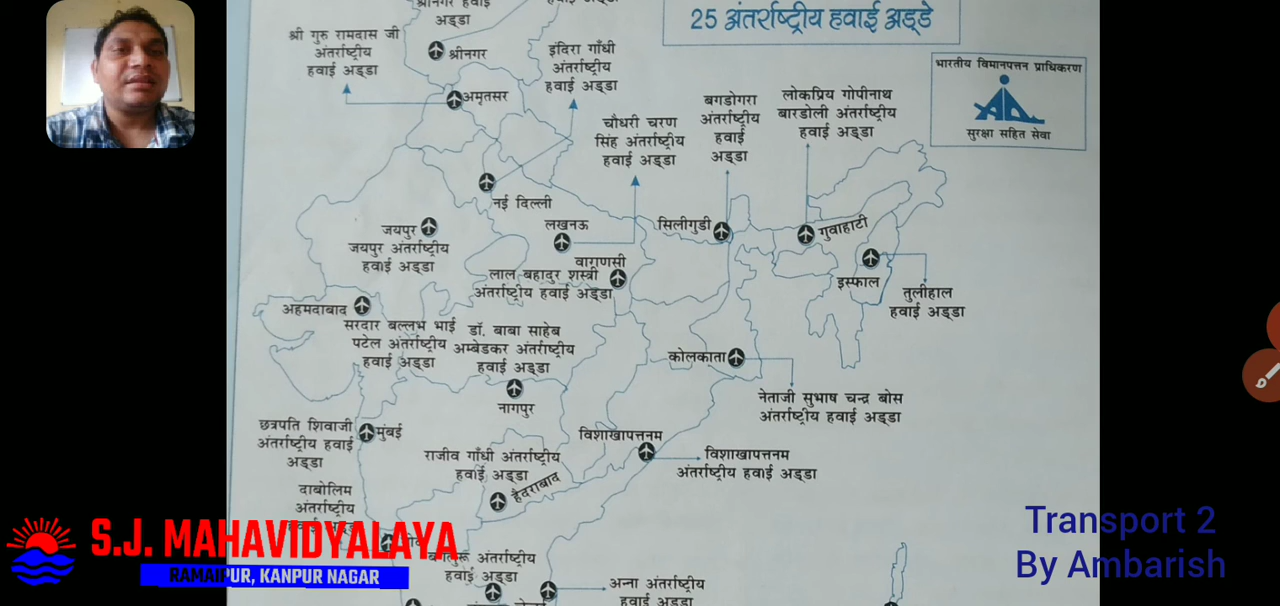 श्रीनगर हवाई
अड्डा
25 अंतर्राष्ट्रीय हवाई अड्डे
श्री गुरु रामदास जी
अंतर्राष्ट्रीय
हवाई अड्डा
श्रीनगर
इंदिरा गाँधी
अंतर्राष्ट्रीय
हवाई अड्डा
भारतीय विमानपत्तन प्राधिकरण
सुरक्षा सहित सेवा
अमृतसर
चौधरी चरण
सिंह अंतर्राष्ट्रीय
हवाई अड्डा
बगडोगरा
अंतर्राष्ट्रीय
हवाई
अड्डा
लोकप्रिय गोपीनाथ
बारडोली अंतर्राष्ट्रीय
हवाई अड्डा
नई दिल्ली
जयपुर
जयपुर अंतर्राष्ट्रीय
हवाई अड्डा
लखनऊ
सिलीगुडी
गुवाहाटी
वाराणसी
लाल बहादुर शस्त्री
अंतर्राष्ट्रीय हवाई अड्डा
इम्फाल
तुलीहाल
हवाई अड्डा
अहमदाबाद
सरदार बल्लभ भाई
पटेल अंतर्राष्ट्रीय
हवाई अड्डा
डॉ. बाबा साहेब
अम्बेडकर अंतर्राष्ट्रीय
हवाई अड्डा
नागपुर
कोलकाता
नेताजी सुभाष चन्द्र बोस
अंतर्राष्ट्रीय हवाई अड्डा
छत्रपति शिवाजी
अंतर्राष्ट्रीय हवाई
अड्डा
मुंबई
विशाखापत्तनम
विशाखापत्तनम
अंतर्राष्ट्रीय हवाई अड्डा
राजीव गाँधी अंतर्राष्ट्रीय
हवाई अड्डा
हैदराबाद
दाबोलिम
अंतर्राष्ट्रीय
अंतर्राष्ट्रीय
हवाई अड्डा
अन्ना अंतर्राष्ट्रीय
हवाई अड्डा
S.J. MAHAVIDYALAYA
RAMAIPUR, KANPUR NAGAR
Transport 2
By Ambarish